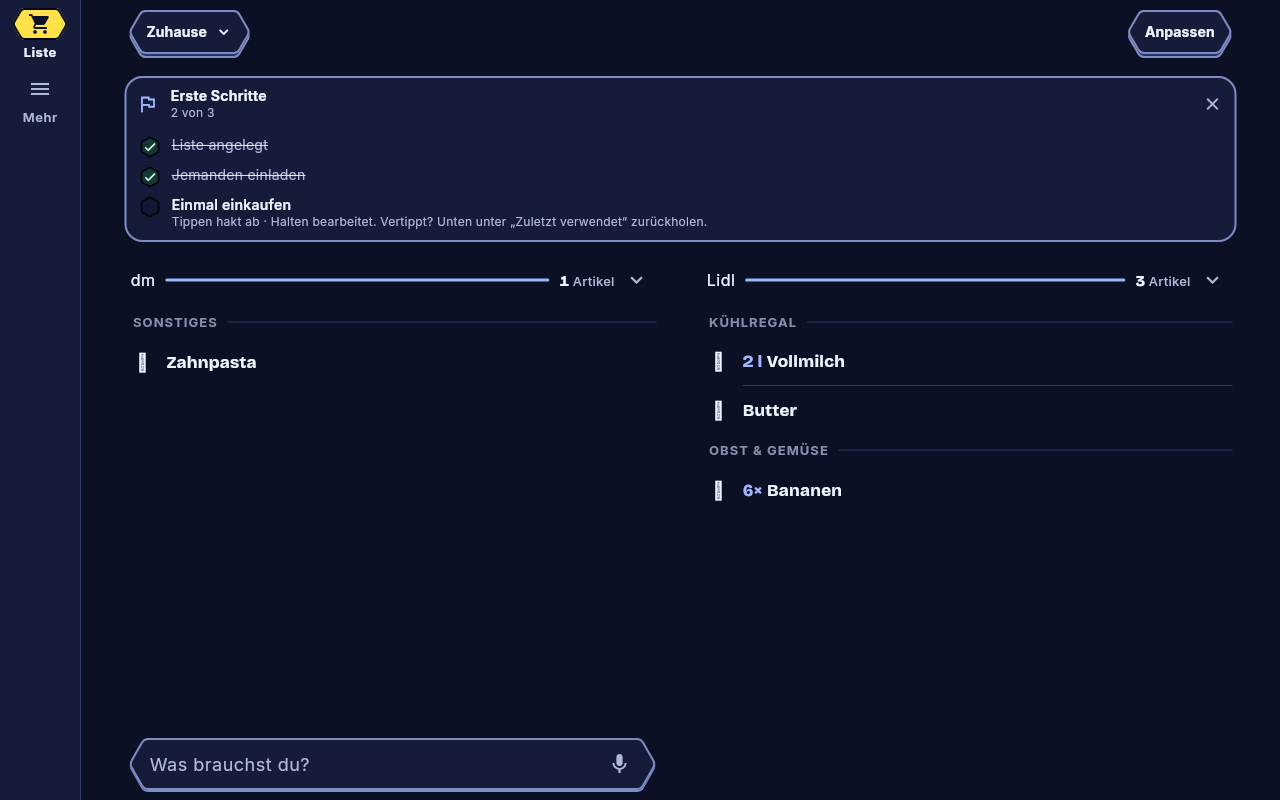 Liste
Mehr
Zuhause
Anpassen
Erste Schritte
2 von 3
Liste angelegt
Jemanden einladen
Einmal einkaufen
Tippen hakt ab · Halten bearbeitet. Vertippt? Unten unter „Zuletzt verwendet“ zurückholen.
dm
1 Artikel
SONSTIGES
Zahnpasta
Lidl
3 Artikel
KÜHLREGAL
2 l Vollmilch
Butter
OBST & GEMÜSE
6× Bananen
Was brauchst du?